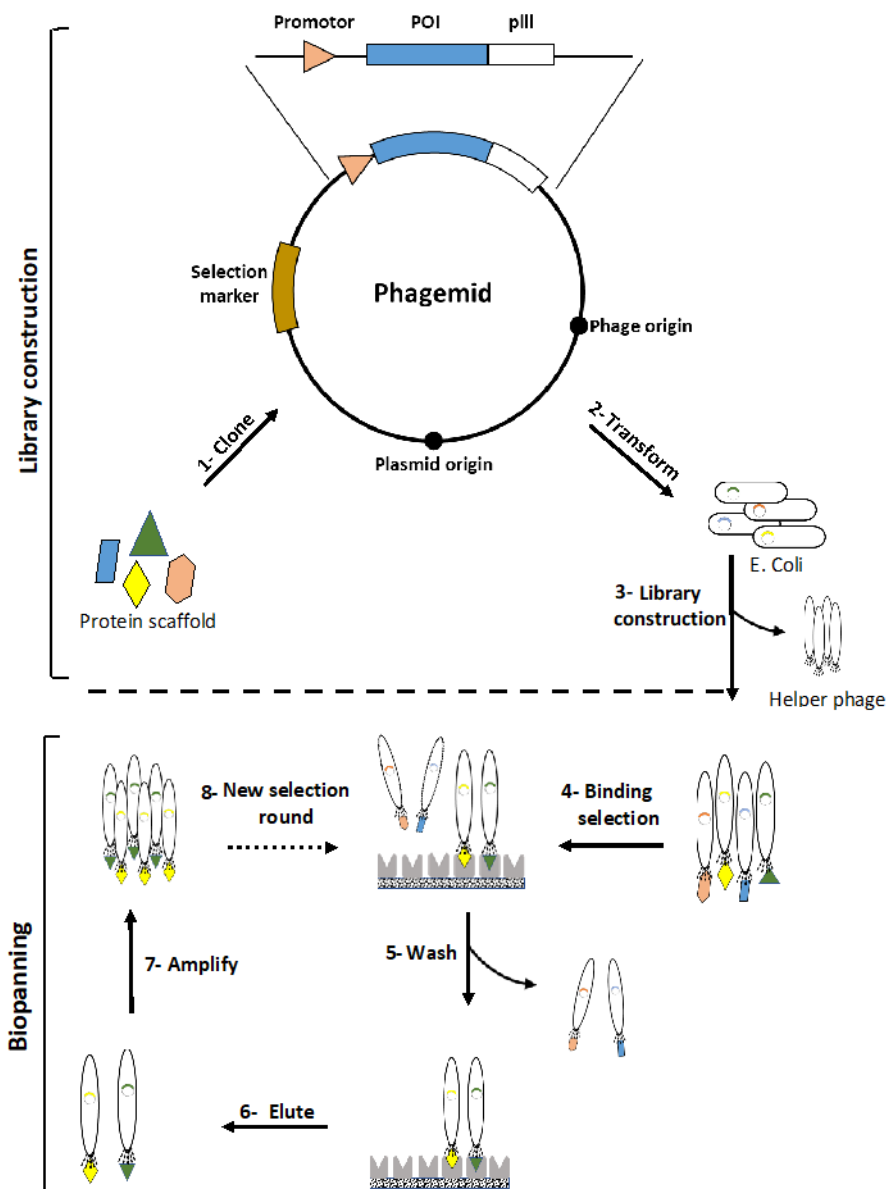 Promotor
POI
pIII
Library construction
Selection
marker
Phagemid
Phage origin
Plasmid origin
1- Clone
2- Transform
Protein scaffold
E. Coli
3- Library
construction
Helper phage
Biopanning
8- New selection
round
4- Binding
selection
7- Amplify
5- Wash
6- Elute